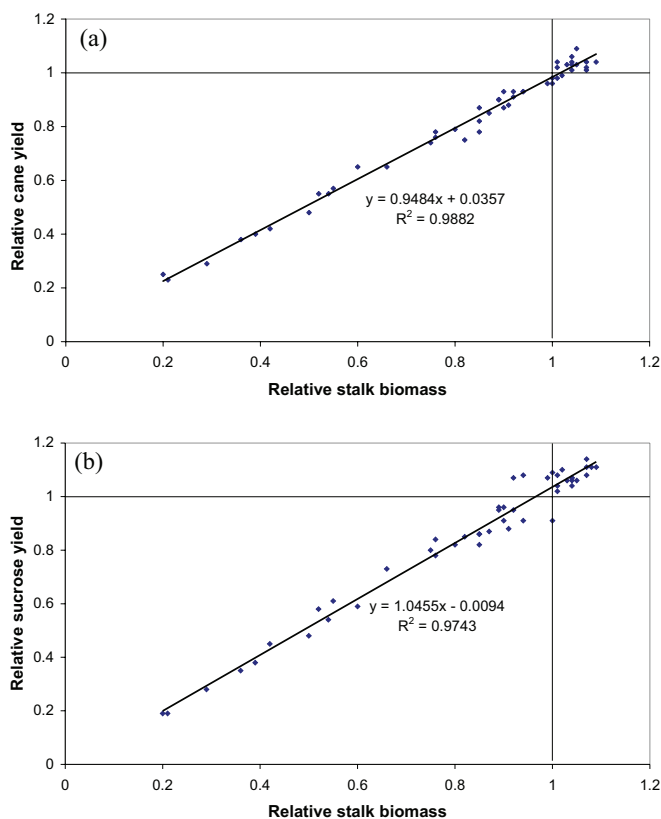 (a)
1.2
1
0.8
0.6
0.4
0.2
0
Relative cane yield
y = 0.9484x + 0.0357
R² = 0.9882
0 0.2 0.4 0.6 0.8 1 1.2
Relative stalk biomass
(b)
1.2
1
0.8
0.6
0.4
0.2
0
Relative sucrose yield
y = 1.0455x - 0.0094
R² = 0.9743
0 0.2 0.4 0.6 0.8 1 1.2
Relative stalk biomass